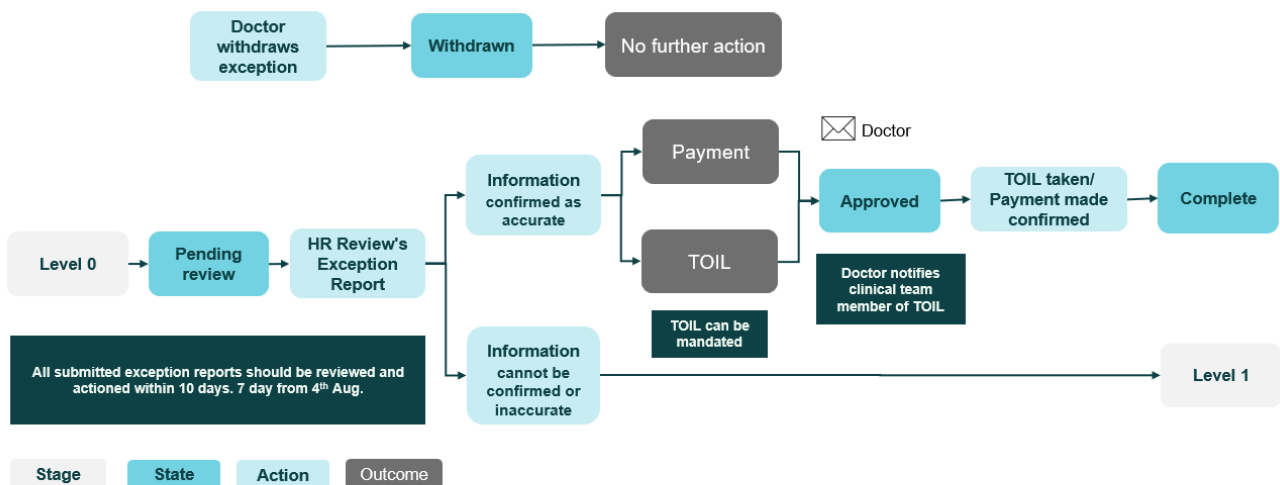 Doctor
withdraws
exception
Withdrawn
No further action
Doctor
Payment
Information
confirmed as
accurate
Approved
TOIL taken/
Payment made
confirmed
Complete
Level 0
Pending
review
HR Review's
Exception
Report
TOIL
Doctor notifies
clinical team
member of TOIL
TOIL can be
mandated
Information
cannot be
confirmed or
inaccurate
Level 1
All submitted exception reports should be reviewed and
actioned within 10 days. 7 day from 4th Aug.
Stage
State
Action
Outcome